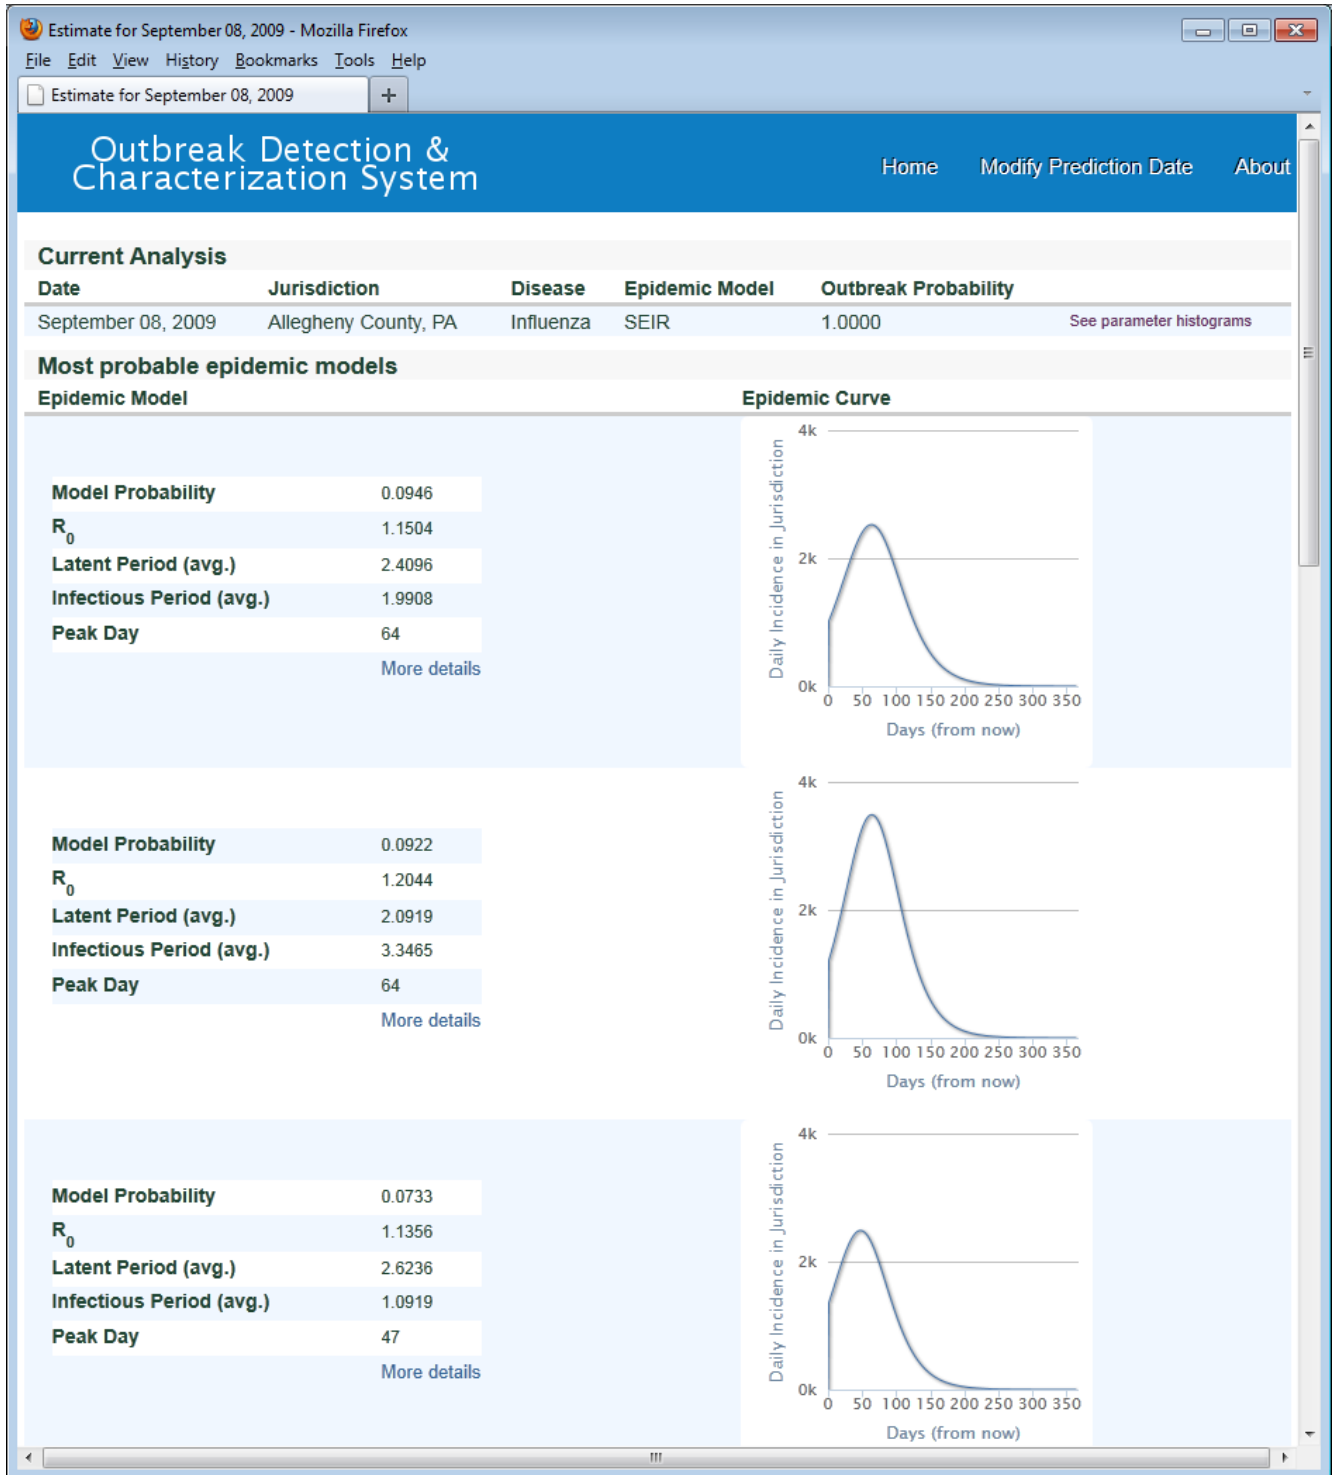 Estimate for September 08, 2009 - Mozilla Firefox
File Edit View History Bookmarks Tools Help
Estimate for September 08, 2009
Outbreak Detection &
Characterization System
Home Modify Prediction Date About
Current Analysis
Date Jurisdiction Disease Epidemic Model Outbreak Probability
September 08, 2009 Allegheny County, PA Influenza SEIR 1.0000 See parameter histograms
Most probable epidemic models
Epidemic Model Epidemic Curve
Model Probability 0.0946
R0 1.1504
Latent Period (avg.) 2.4096
Infectious Period (avg.) 1.9908
Peak Day 64
More details
Daily Incidence in Jurisdiction
4k
2k
0k
0 50 100 150 200 250 300 350
Days (from now)
Model Probability 0.0922
R0 1.2044
Latent Period (avg.) 2.0919
Infectious Period (avg.) 3.3465
Peak Day 64
More details
Daily Incidence in Jurisdiction
4k
2k
0k
0 50 100 150 200 250 300 350
Days (from now)
Model Probability 0.0733
R0 1.1356
Latent Period (avg.) 2.6236
Infectious Period (avg.) 1.0919
Peak Day 47
More details
Daily Incidence in Jurisdiction
4k
2k
0k
0 50 100 150 200 250 300 350
Days (from now)